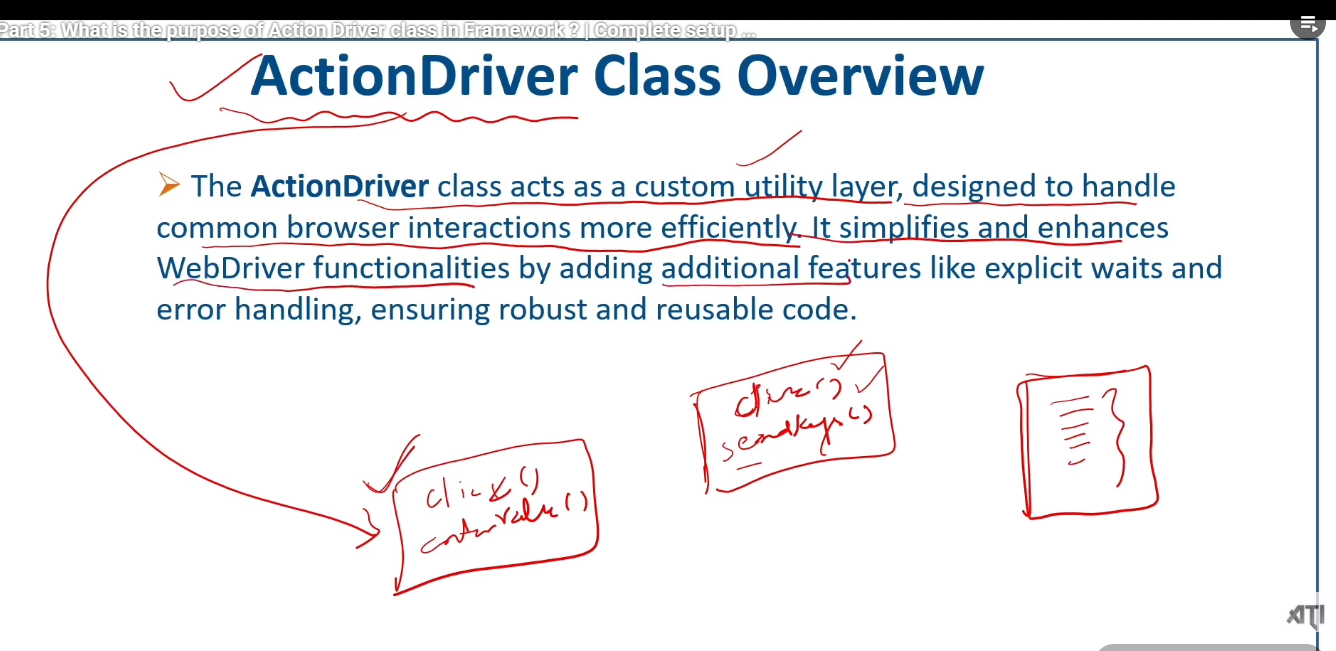 Part 5: What is the purpose of Action Driver class in Framework ? | Complete setup ...
ActionDriver Class Overview
➤ The ActionDriver class acts as a custom utility layer, designed to handle
common browser interactions more efficiently. It simplifies and enhances
WebDriver functionalities by adding additional features like explicit waits and
error handling, ensuring robust and reusable code.
sendkeys()
click()
enterValue()
ATI